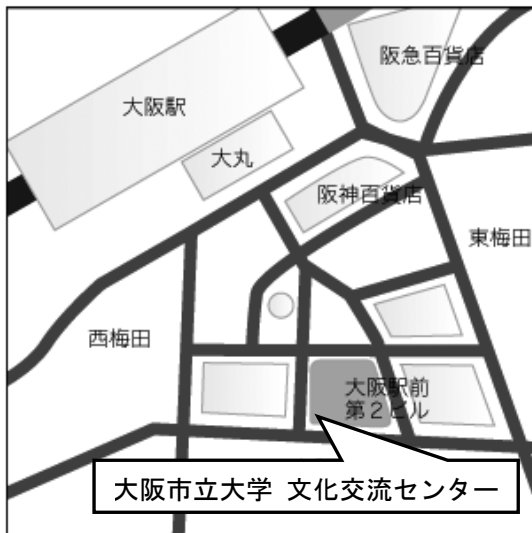 阪急百貨店
大阪駅
大丸
阪神百貨店
東梅田
西梅田
大阪駅前
第2ビル
大阪市立大学 文化交流センター